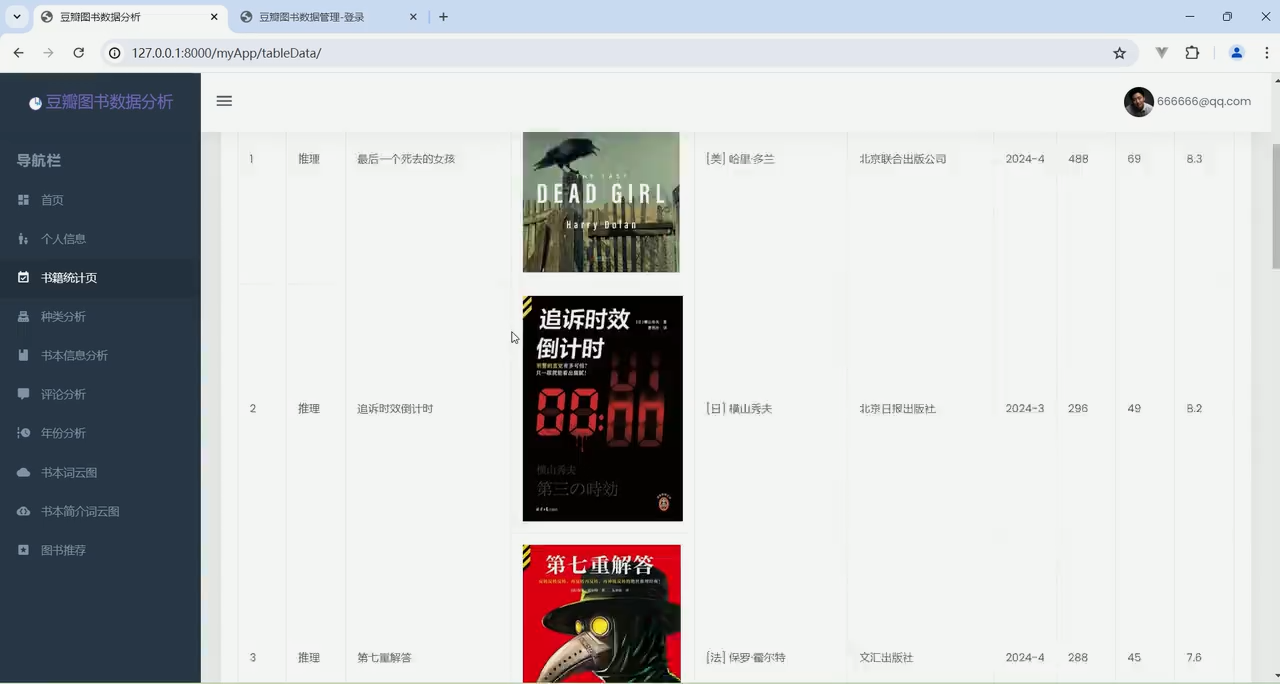 豆瓣图书数据分析
豆瓣图书数据管理-登录
127.0.0.1:8000/myApp/tableData/
豆瓣图书数据分析
666666@qq.com
导航栏
首页
个人信息
书籍统计页
种类分析
书本信息分析
评论分析
年份分析
书本词云图
书本简介词云图
图书推荐
1 推理 最后一个死去的女孩 [美] 哈里·多兰 北京联合出版公司 2024-4 488 69 8.3
THE LAST
DEAD GIRL
Harry Dolan
2 推理 追诉时效倒计时 [日] 横山秀夫 北京日报出版社 2024-3 296 49 8.2
追诉时效
倒计时
00:
横山秀夫
第三の時効
3 推理 第七重解答 [法] 保罗·霍尔特 文汇出版社 2024-4 288 45 7.6
第七重解答